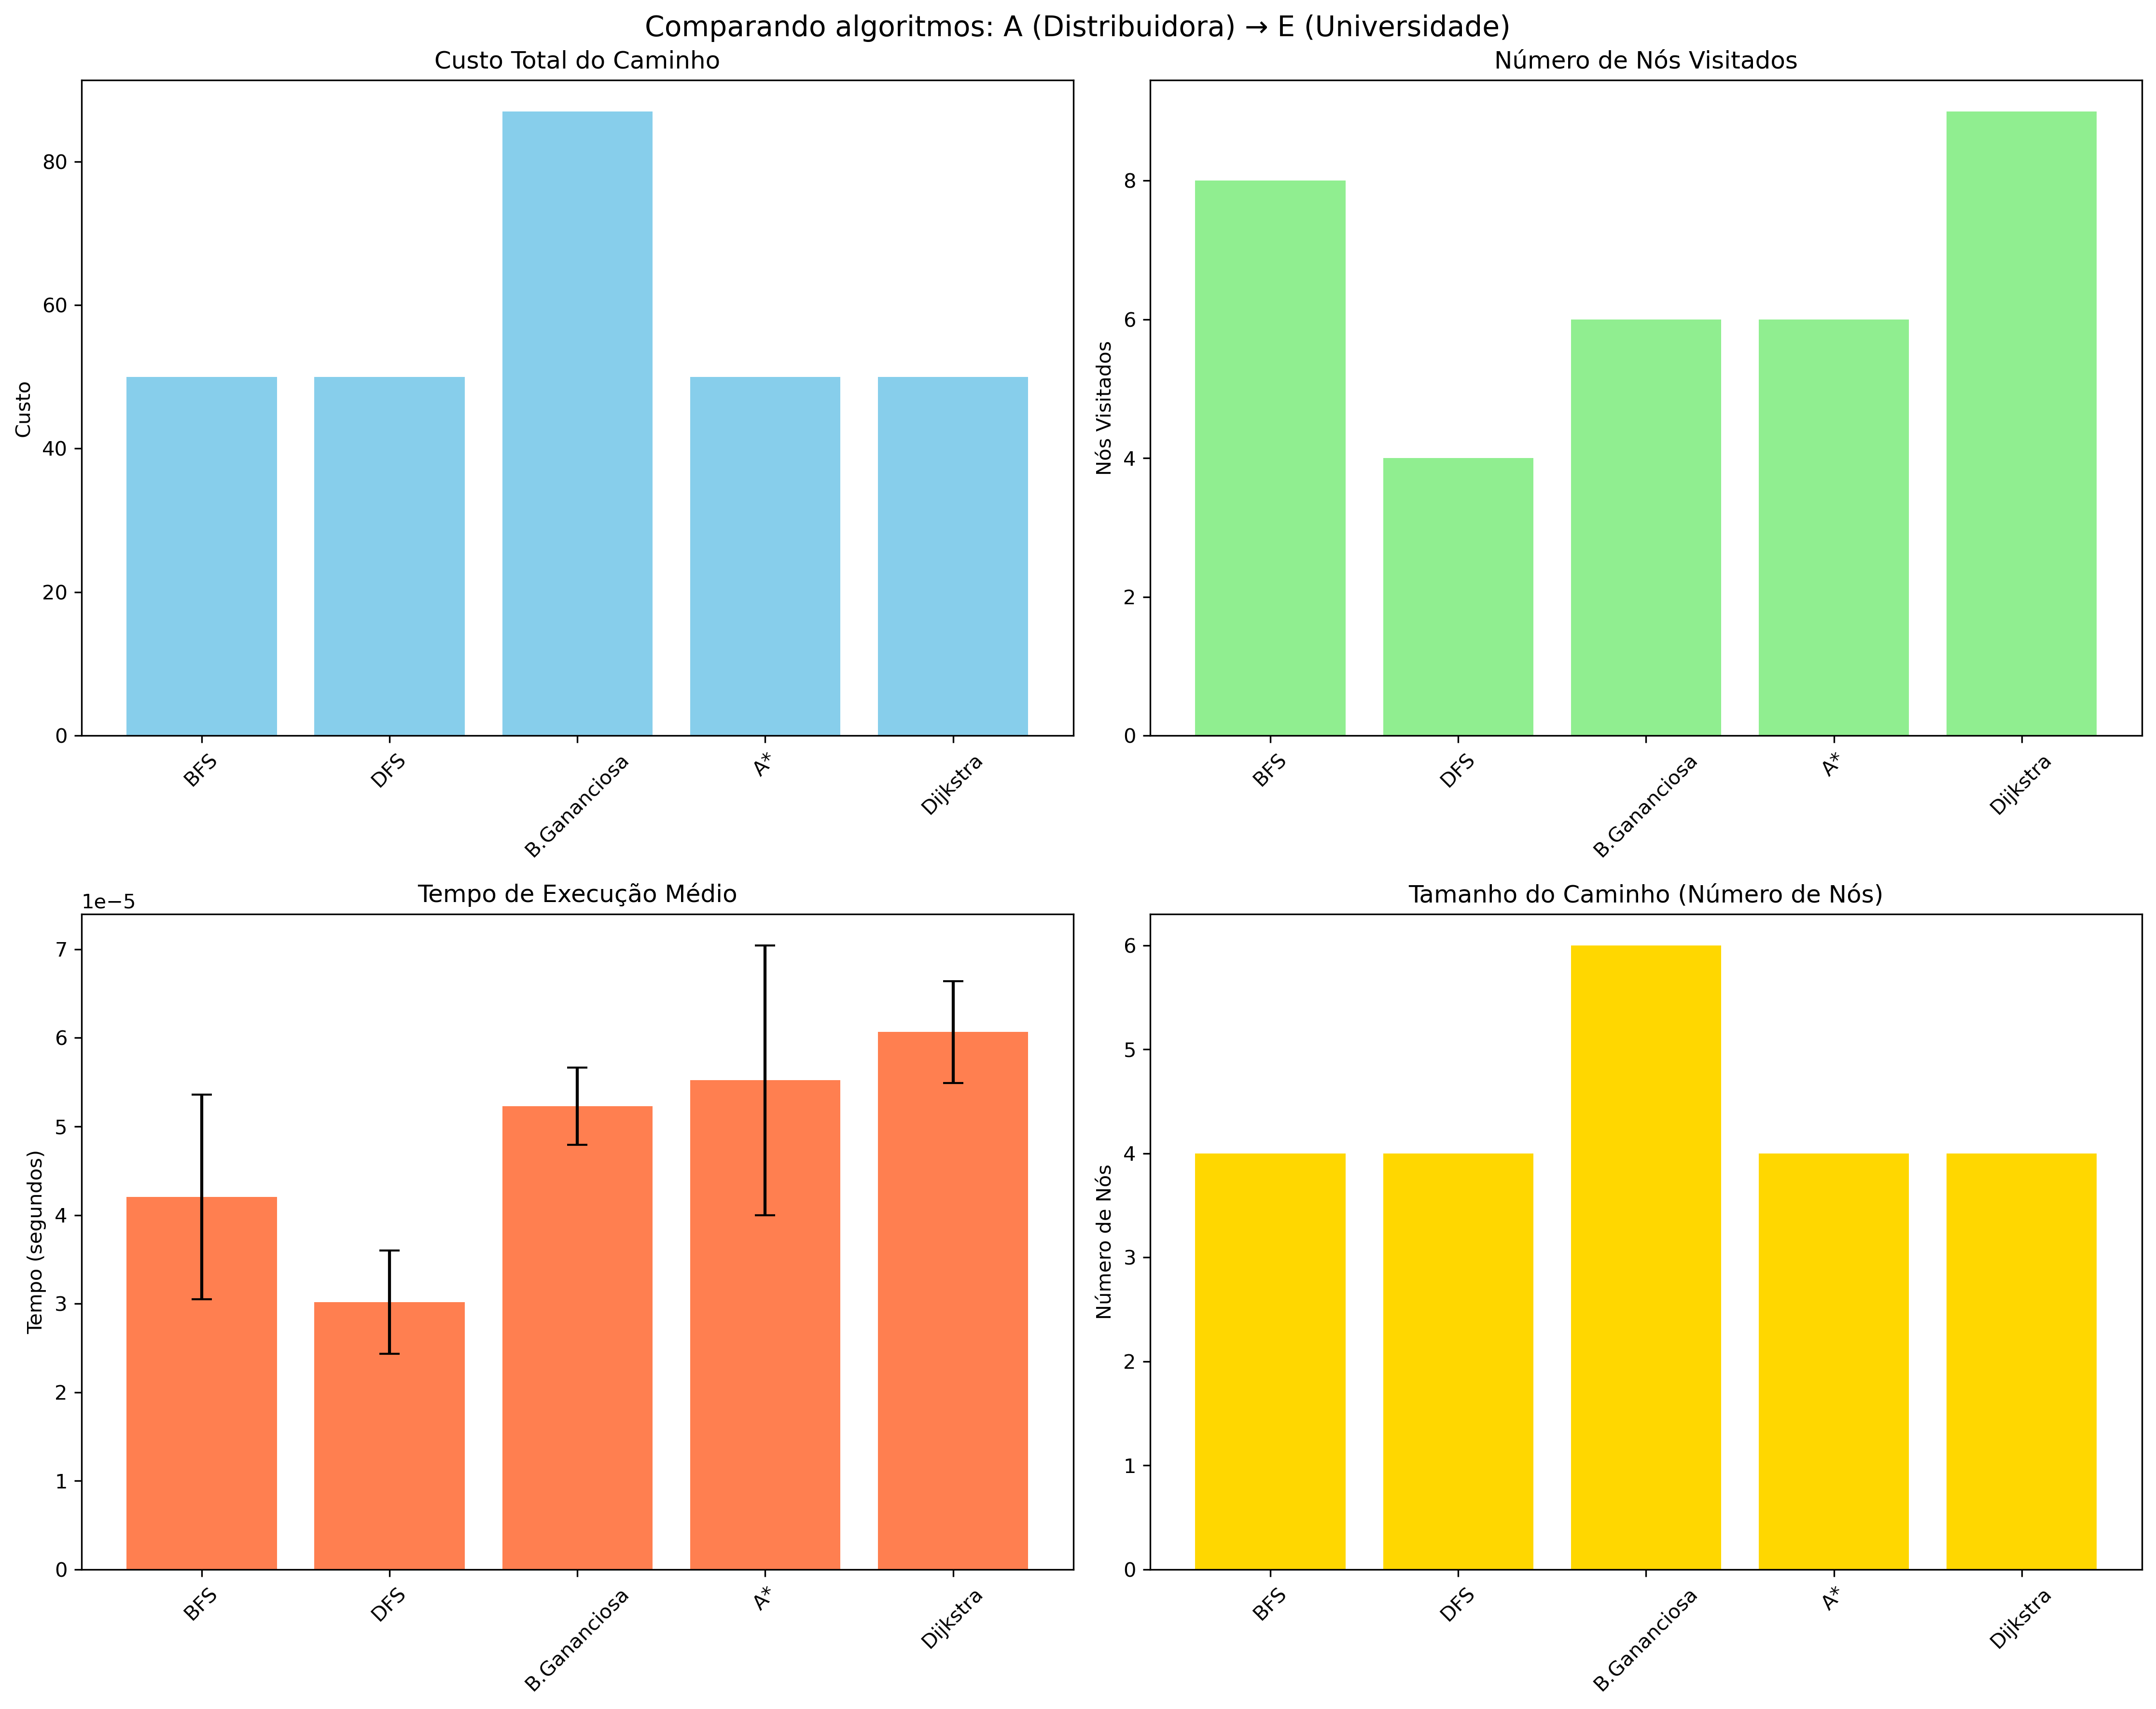 Comparando algoritmos: A (Distribuidora) → E (Universidade)
Custo Total do Caminho
Custo
80
60
40
20
0
BFS
DFS
B.Gananciosa
A*
Dijkstra
Número de Nós Visitados
Nós Visitados
8
6
4
2
0
BFS
DFS
B.Gananciosa
A*
Dijkstra
Tempo de Execução Médio
1e−5
Tempo (segundos)
7
6
5
4
3
2
1
0
BFS
DFS
B.Gananciosa
A*
Dijkstra
Tamanho do Caminho (Número de Nós)
Número de Nós
6
5
4
3
2
1
0
BFS
DFS
B.Gananciosa
A*
Dijkstra